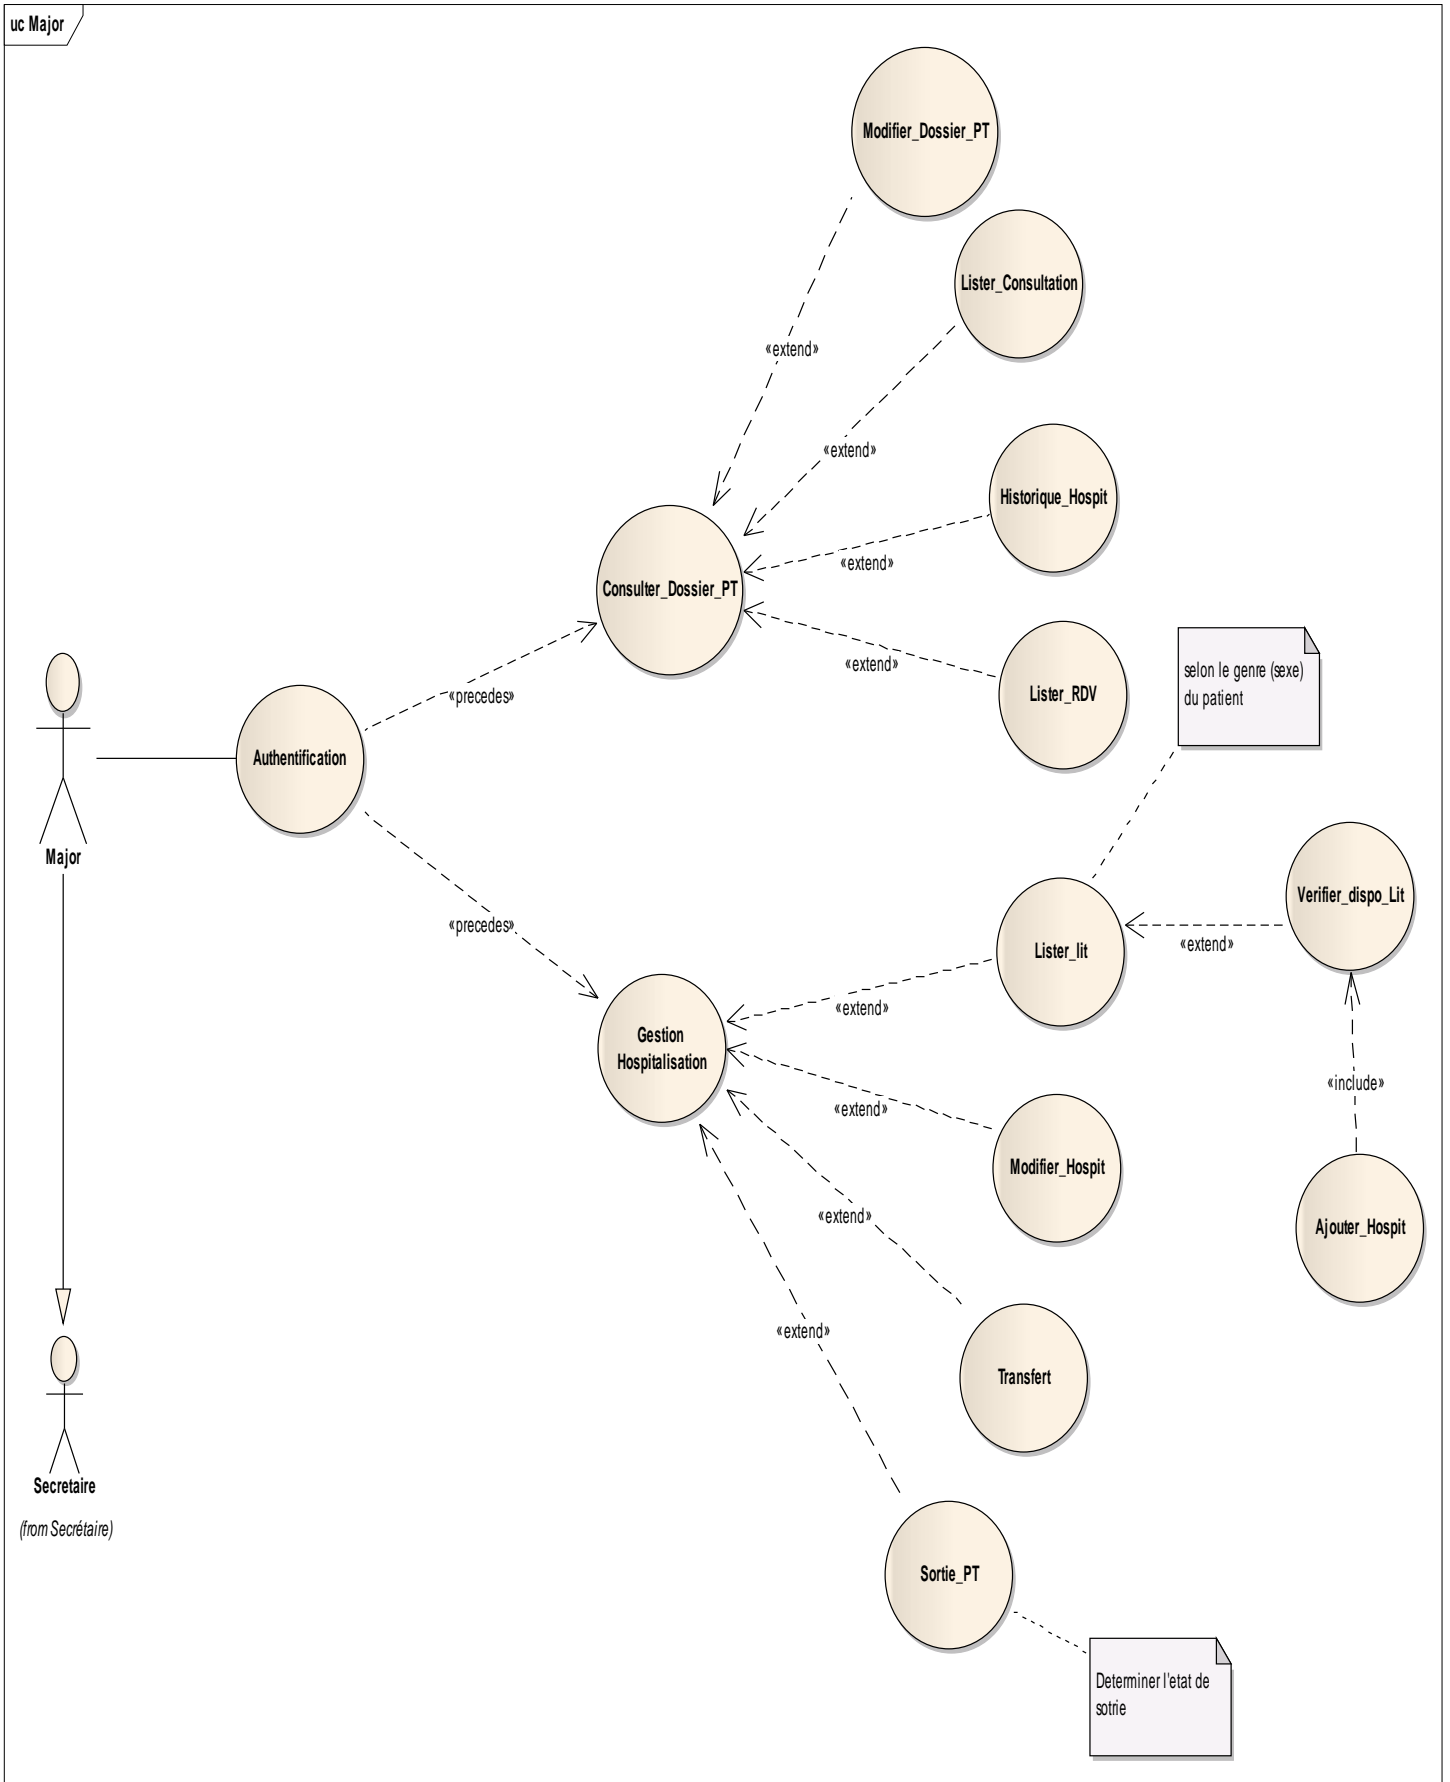 uc Major
Modifier_Dossier_PT
Lister_Consultation
«extend»
«extend»
Historique_Hospit
«extend»
Consulter_Dossier_PT
«extend»
Lister_RDV
selon le genre (sexe)
du patient
«precedes»
Authentification
Major
Verifier_dispo_Lit
«precedes»
Lister_lit
«extend»
«extend»
Gestion
Hospitalisation
«include»
«extend»
Modifier_Hospit
«extend»
Ajouter_Hospit
«extend»
Transfert
Secretaire
(from Secrétaire)
Sortie_PT
Determiner l'etat de
sotrie